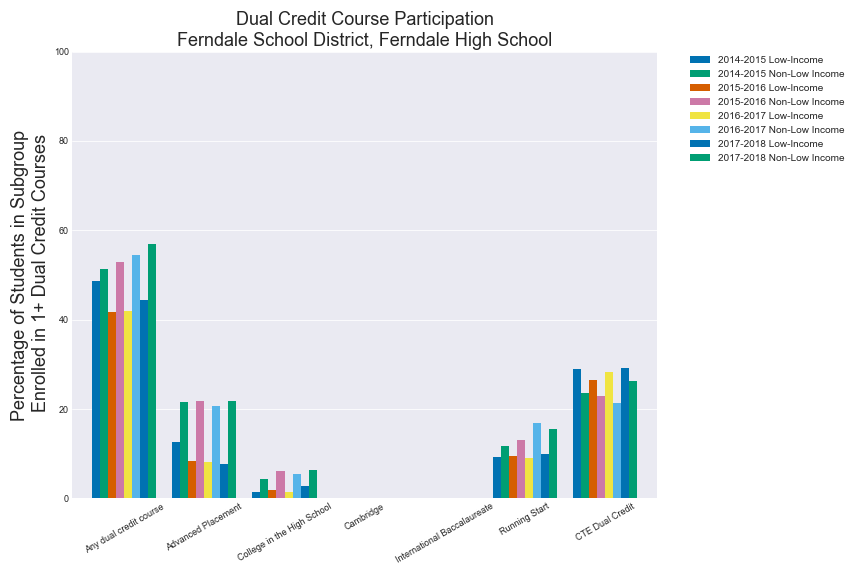 Dual Credit Course Participation
Ferndale School District, Ferndale High School
Percentage of Students in Subgroup
Enrolled in 1+ Dual Credit Courses
100
80
60
40
20
0
Any dual credit course
Advanced Placement
College in the High School
Cambridge
International Baccalaureate
Running Start
CTE Dual Credit
2014-2015 Low-Income
2014-2015 Non-Low Income
2015-2016 Low-Income
2015-2016 Non-Low Income
2016-2017 Low-Income
2016-2017 Non-Low Income
2017-2018 Low-Income
2017-2018 Non-Low Income